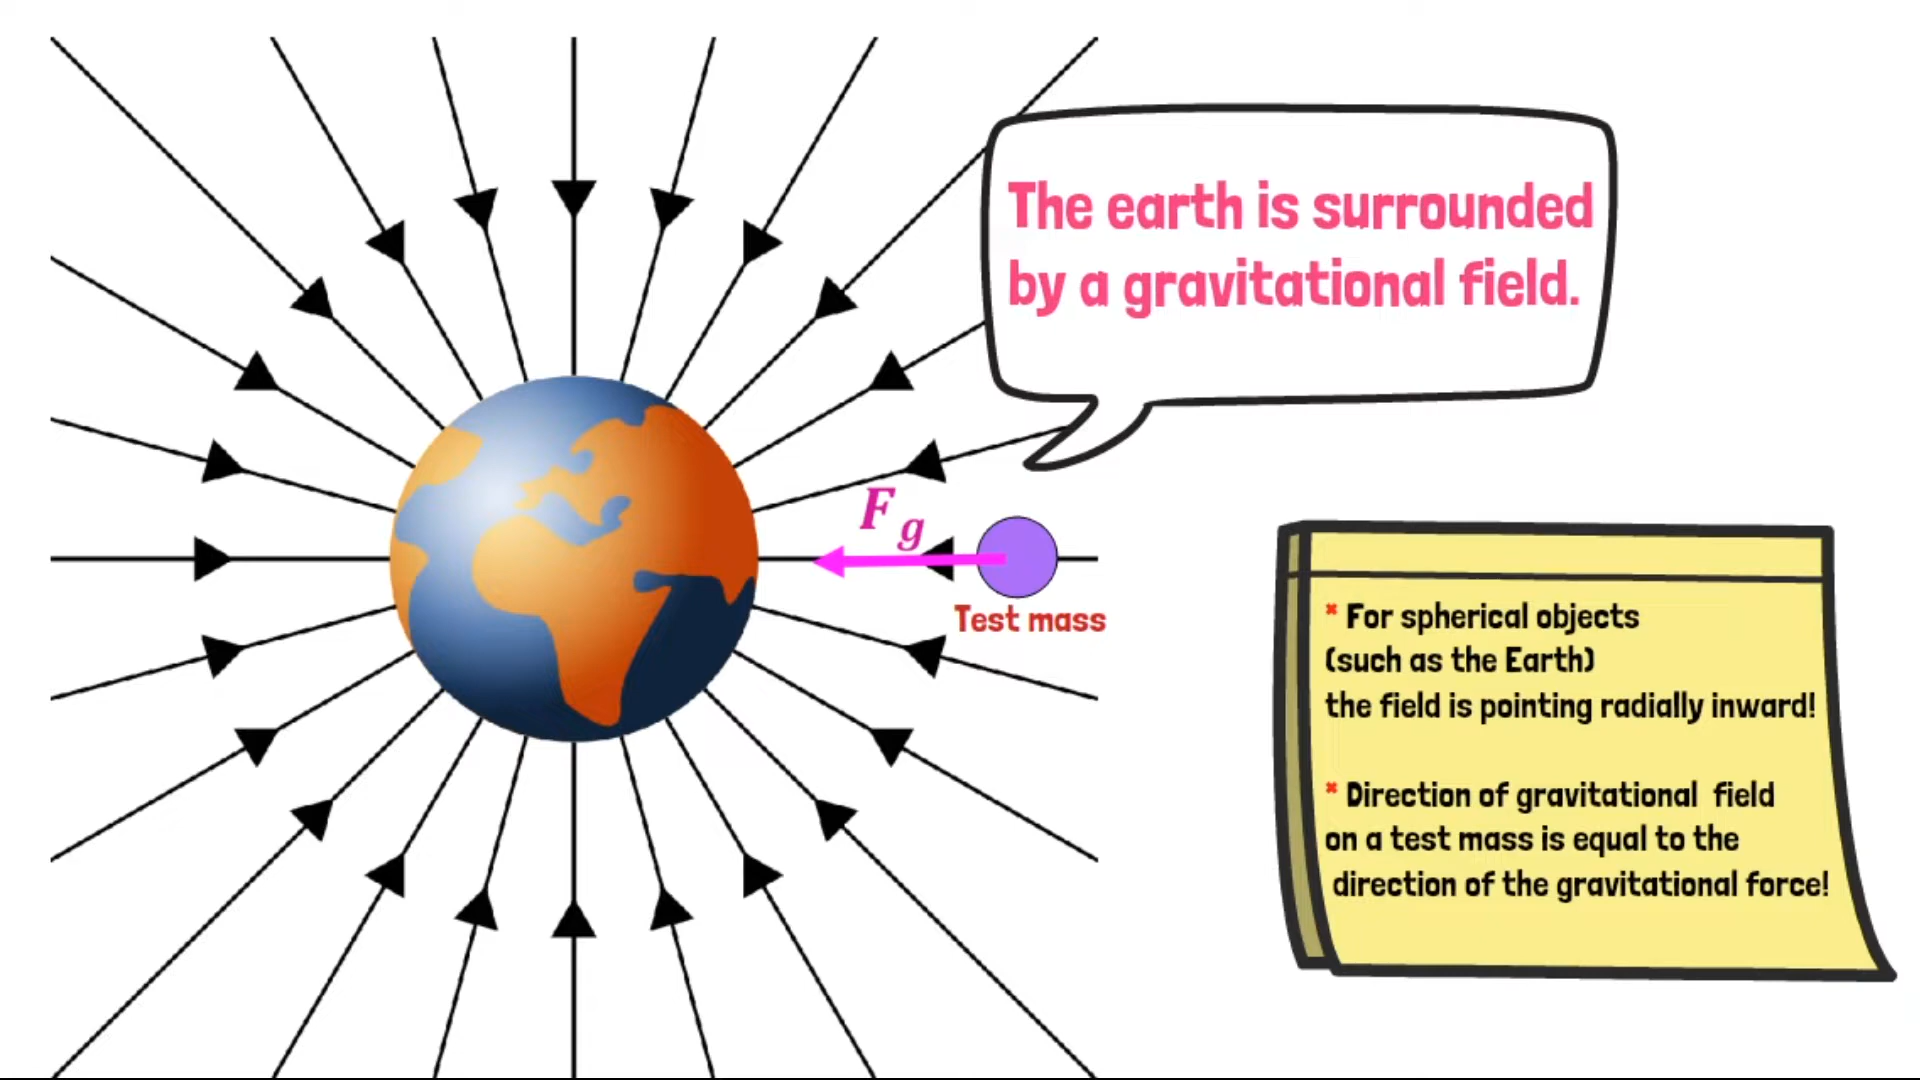 The earth is surrounded
by a gravitational field.
F g
Test mass
* For spherical objects
(such as the Earth)
the field is pointing radially inward!
* Direction of gravitational field
on a test mass is equal to the
direction of the gravitational force!